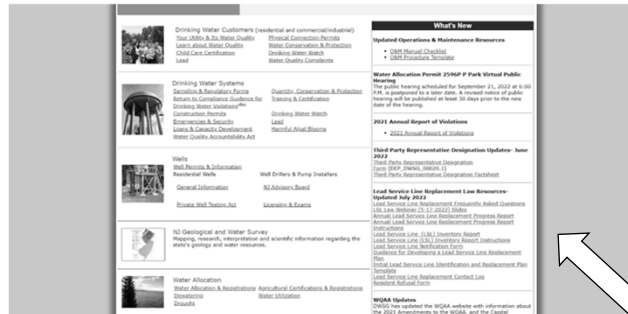 Drinking Water Customers (residential and commercial/industrial)
Your Utility & Its Water Quality Physical Connection Permits
Learn about Water Quality Water Conservation & Protection
Child Care Certification Drinking Water Watch
Lead Water Quality Complaints
Drinking Water Systems
Sampling & Regulatory Forms Quantity, Conservation & Protection
Return to Compliance Guidance for Training & Certification
Drinking Water Violations
Construction Permits Drinking Water Watch
Emergencies & Security Lead
Loans & Capacity Development Harmful Algal Blooms
Water Quality Accountability Act
Wells
Well Permits & Information
Residential Wells Well Drillers & Pump Installers
General Information NJ Advisory Board
Private Well Testing Act Licensing & Exams
NJ Geological and Water Survey
Mapping, research, interpretation and scientific information regarding the
state's geology and water resources.
Water Allocation
Water Allocation & Registrations Agricultural Certifications & Registrations
Dewatering Water Utilization
Drought
What's New
Updated Operations & Maintenance Resources
• O&M Manual Checklist
• O&M Procedure Template
Water Allocation Permit 2596P P Park Virtual Public
Hearing
The public hearing scheduled for September 21, 2022 at 6:00
P.M. is postponed to a later date. A revised notice of public
hearing will be published at least 30 days prior to the new
date of the hearing.
2021 Annual Report of Violations
• 2021 Annual Report of Violations
Third Party Representative Designation Updates- June
2022
Third Party Representative Designation
Form (DEP_DWSG_00020.1)
Third Party Representative Designation Factsheet
Lead Service Line Replacement Law Resources-
Updated July 2022
Lead Service Line Replacement Frequently Asked Questions
LSL Law Webinar (5-17-2022) Slides
Annual Lead Service Line Replacement Progress Report
Annual Lead Service Line Replacement Progress Report
Instructions
Lead Service Line (LSL) Inventory Report
Lead Service Line (LSL) Inventory Report Instructions
Lead Service Line Notification Form
Guidance for Developing a Lead Service Line Replacement
Plan
Initial Lead Service Line Identification and Replacement Plan
Template
Lead Service Line Replacement Contact Log
Resident Refusal Form
WQAA Updates
DWSG has updated the WQAA website with information about
the 2021 Amendments to the WQAA, and the Capital